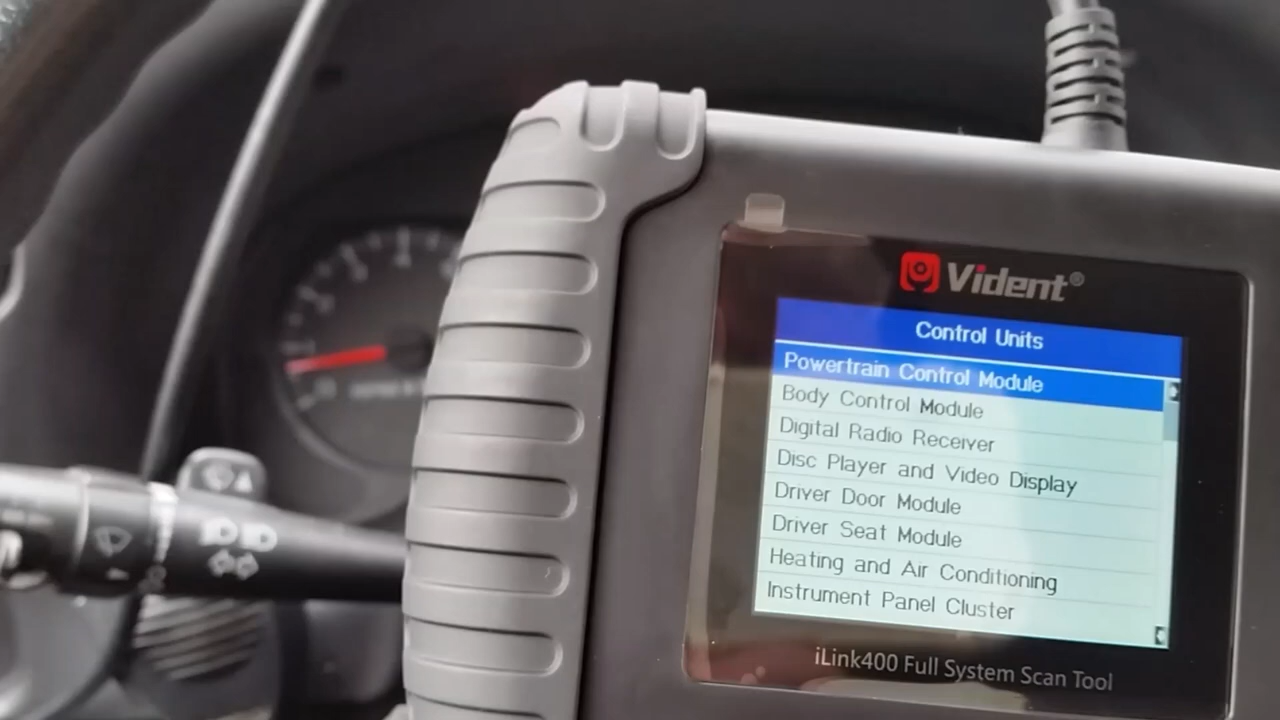 Vident®
Control Units
Powertrain Control Module
Body Control Module
Digital Radio Receiver
Disc Player and Video Display
Driver Door Module
Driver Seat Module
Heating and Air Conditioning
Instrument Panel Cluster
iLink400 Full System Scan Tool